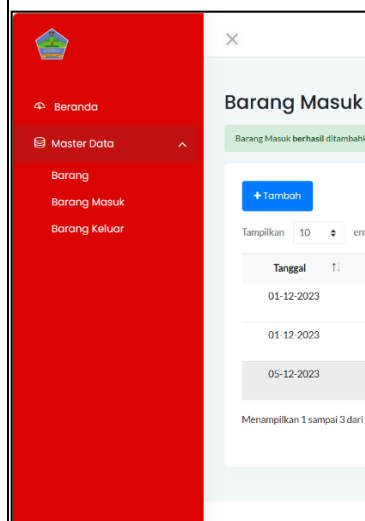 Beranda
Master Data
Barang
Barang Masuk
Barang Keluar
Barang Masuk
Barang Masuk berhasil ditambahk
+Tambah
Tampilkan 10 ent
Tanggal
01-12-2023
01-12-2023
05-12-2023
Menampilkan 1 sampai 3 dari